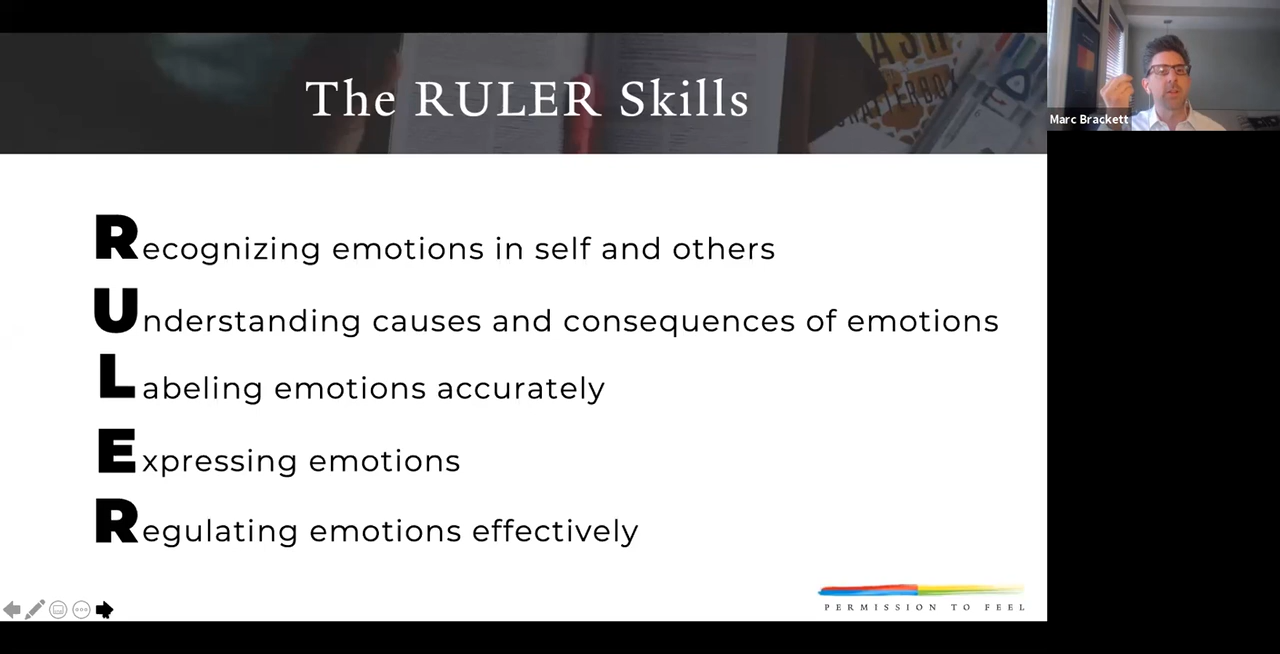 The RULER Skills
Marc Brackett
Recognizing emotions in self and others
Understanding causes and consequences of emotions
Labeling emotions accurately
Expressing emotions
Regulating emotions effectively
PERMISSION TO FEEL